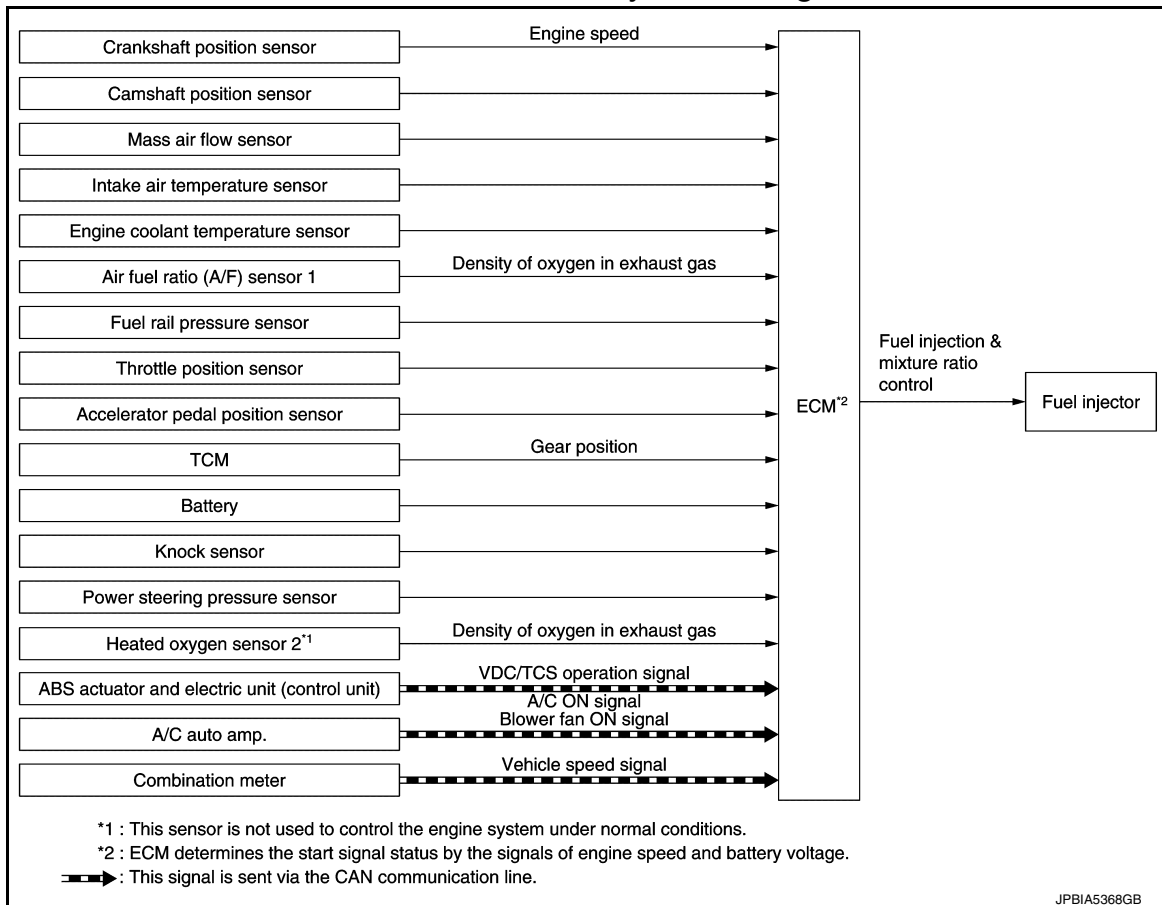 Crankshaft position sensor
Engine speed
Camshaft position sensor
Mass air flow sensor
Intake air temperature sensor
Engine coolant temperature sensor
Air fuel ratio (A/F) sensor 1
Density of oxygen in exhaust gas
Fuel rail pressure sensor
Throttle position sensor
Accelerator pedal position sensor
TCM
Gear position
Battery
Knock sensor
Power steering pressure sensor
Heated oxygen sensor 2*1
Density of oxygen in exhaust gas
ABS actuator and electric unit (control unit)
VDC/TCS operation signal
A/C auto amp.
A/C ON signal
Blower fan ON signal
Combination meter
Vehicle speed signal
ECM*2
Fuel injection &
mixture ratio
control
Fuel injector
*1 : This sensor is not used to control the engine system under normal conditions.
*2 : ECM determines the start signal status by the signals of engine speed and battery voltage.
: This signal is sent via the CAN communication line.
JPBIA5368GB